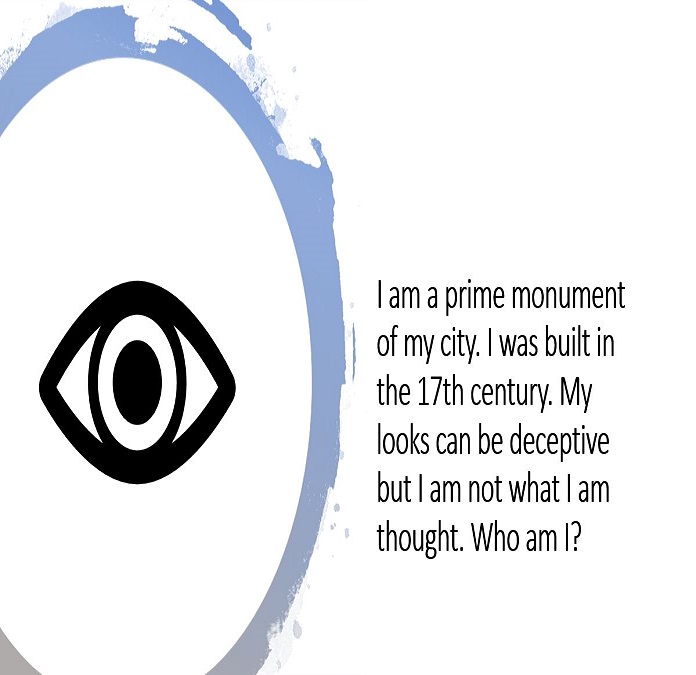 I am a prime monument
of my city. I was built in
the 17th century. My
looks can be deceptive
but I am not what I am
thought. Who am I?